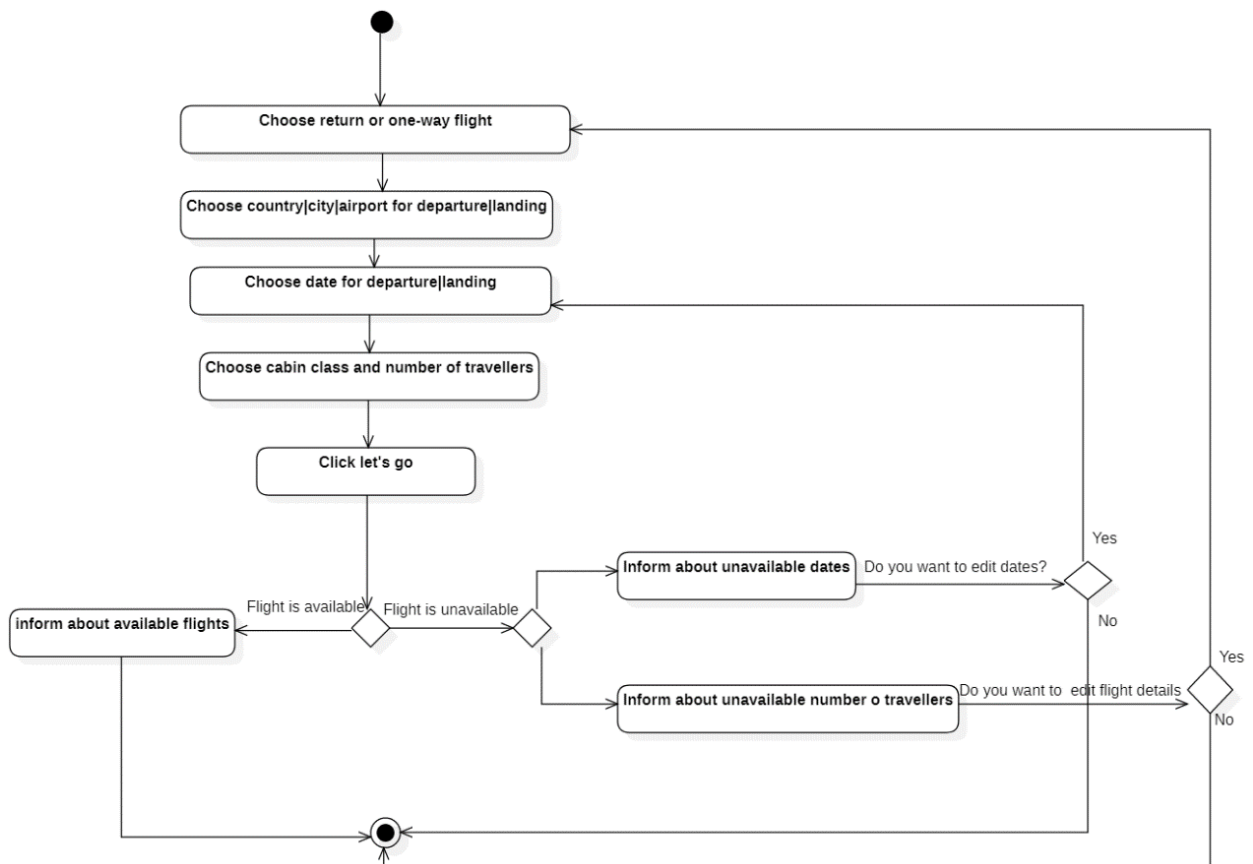 Choose return or one-way flight
Choose country|city|airport for departure|landing
Choose date for departure|landing
Choose cabin class and number of travellers
Click let's go
Yes
Inform about unavailable dates
Do you want to edit dates?
Flight is available
Flight is unavailable
inform about available flights
No
Yes
Inform about unavailable number o travellers
Do you want to edit flight details
No